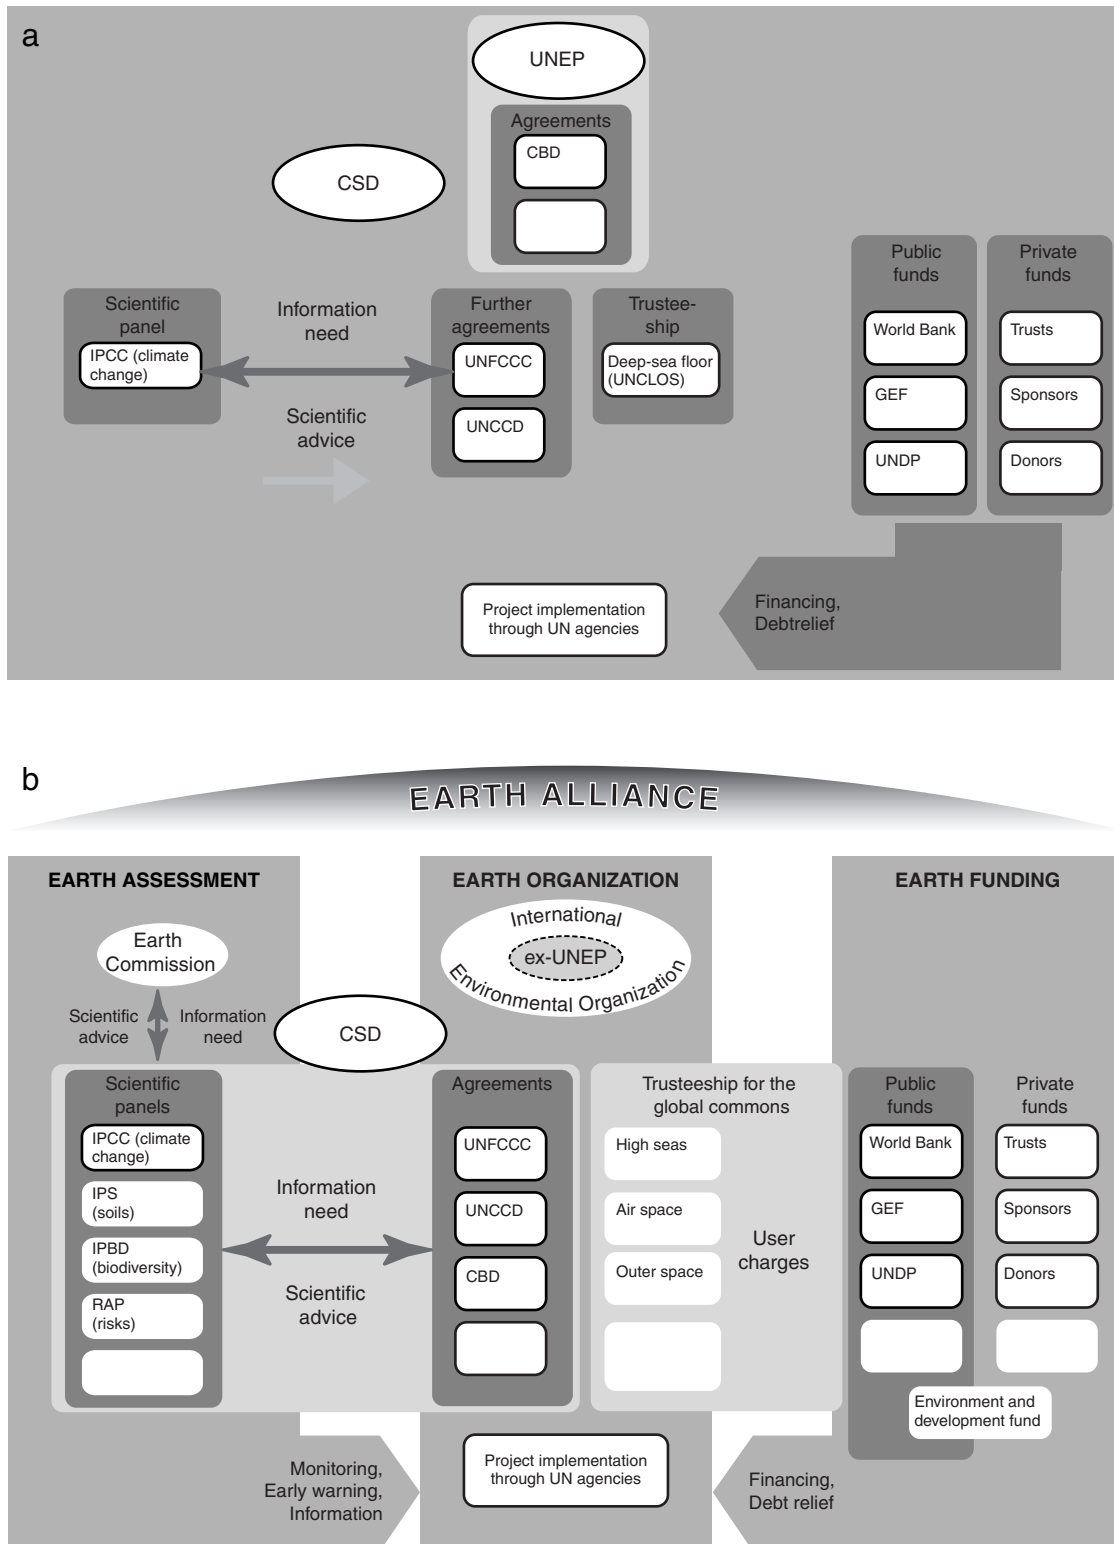 a
UNEP
Agreements
CBD
CSD
Public
funds
World Bank
GEF
UNDP
Private
funds
Trusts
Sponsors
Donors
Scientific
panel
IPCC (climate
change)
Information
need
Scientific
advice
Further
agreements
UNFCCC
UNCCD
Trustee-
ship
Deep-sea floor
(UNCLOS)
Project implementation
through UN agencies
Financing,
Debtrelief
b
EARTH ALLIANCE
EARTH ASSESSMENT
EARTH ORGANIZATION
EARTH FUNDING
Earth
Commission
Scientific
advice
Information
need
International
ex-UNEP
Environmental Organization
CSD
Scientific
panels
IPCC (climate
change)
IPS
(soils)
IPBD
(biodiversity)
RAP
(risks)
Information
need
Scientific
advice
Agreements
UNFCCC
UNCCD
CBD
Trusteeship for the
global commons
High seas
Air space
Outer space
User
charges
Public
funds
World Bank
GEF
UNDP
Private
funds
Trusts
Sponsors
Donors
Environment and
development fund
Monitoring,
Early warning,
Information
Project implementation
through UN agencies
Financing,
Debt relief